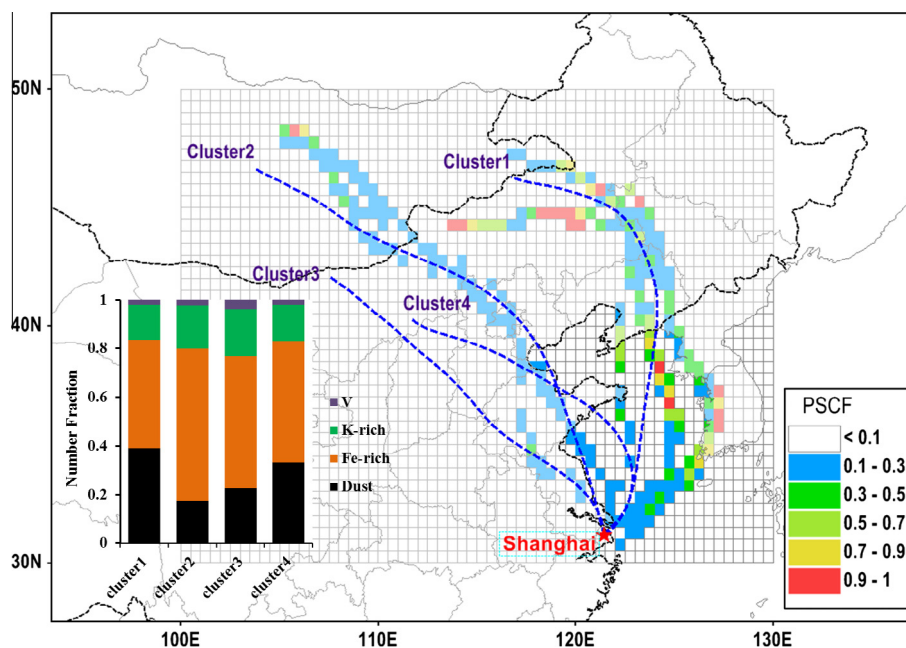 50N
40N
30N
100E
110E
120E
130E
Cluster2
Cluster1
Cluster3
Cluster4
Shanghai
Number Fraction
1
0.8
0.6
0.4
0.2
0
cluster1
cluster2
cluster3
cluster4
V
K-rich
Fe-rich
Dust
PSCF
< 0.1
0.1 - 0.3
0.3 - 0.5
0.5 - 0.7
0.7 - 0.9
0.9 - 1